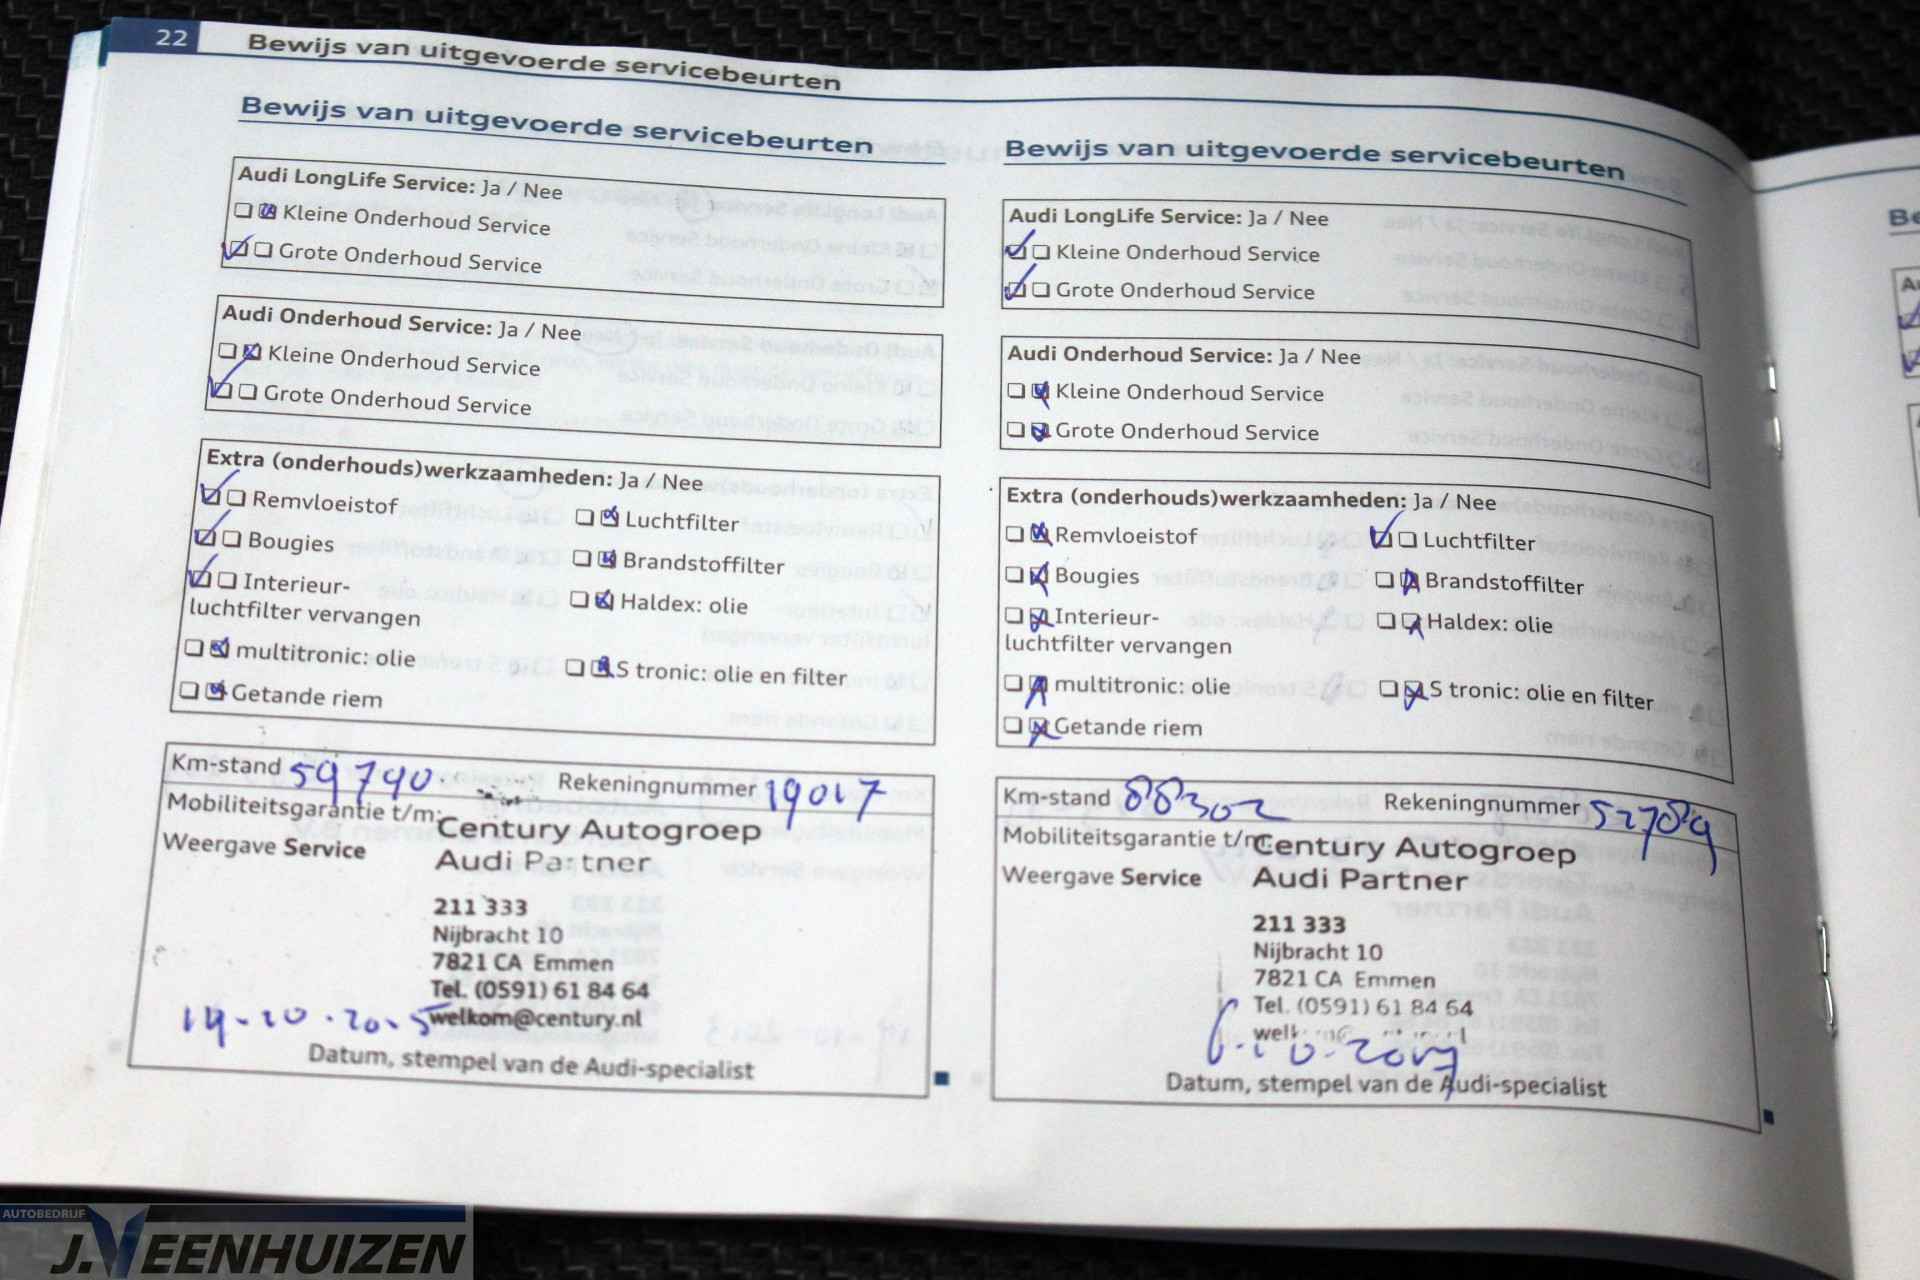 22 Bewijs van uitgevoerde servicebeurten
Bewijs van uitgevoerde servicebeurten
Audi LongLife Service: Ja / Nee
Kleine Onderhoud Service
Grote Onderhoud Service
Audi Onderhoud Service: Ja / Nee
Kleine Onderhoud Service
Grote Onderhoud Service
Extra (onderhouds)werkzaamheden: Ja / Nee
Remvloeistof
Luchtfilter
Bougies
Brandstoffilter
Interieur-
luchtfilter vervangen
Haldex: olie
multitronic: olie
S tronic: olie en filter
Getande riem
Km-stand 59790 Rekeningnummer 19017
Mobiliteitsgarantie t/m:
Weergave Service
Century Autogroep
Audi Partner
211 333
Nijbracht 10
7821 CA Emmen
Tel. (0591) 61 84 64
welkom@century.nl
19-10-2015
Datum, stempel van de Audi-specialist
Bewijs van uitgevoerde servicebeurten
Audi LongLife Service: Ja / Nee
Kleine Onderhoud Service
Grote Onderhoud Service
Audi Onderhoud Service: Ja / Nee
Kleine Onderhoud Service
Grote Onderhoud Service
Extra (onderhouds)werkzaamheden: Ja / Nee
Remvloeistof
Luchtfilter
Bougies
Brandstoffilter
Interieur-
luchtfilter vervangen
Haldex: olie
multitronic: olie
S tronic: olie en filter
Getande riem
Km-stand 88302 Rekeningnummer 52789
Mobiliteitsgarantie t/m:
Weergave Service
Century Autogroep
Audi Partner
211 333
Nijbracht 10
7821 CA Emmen
Tel. (0591) 61 84 64
6-10-2017
Datum, stempel van de Audi-specialist
AUTOBEDRIJF
J.VEENHUIZEN